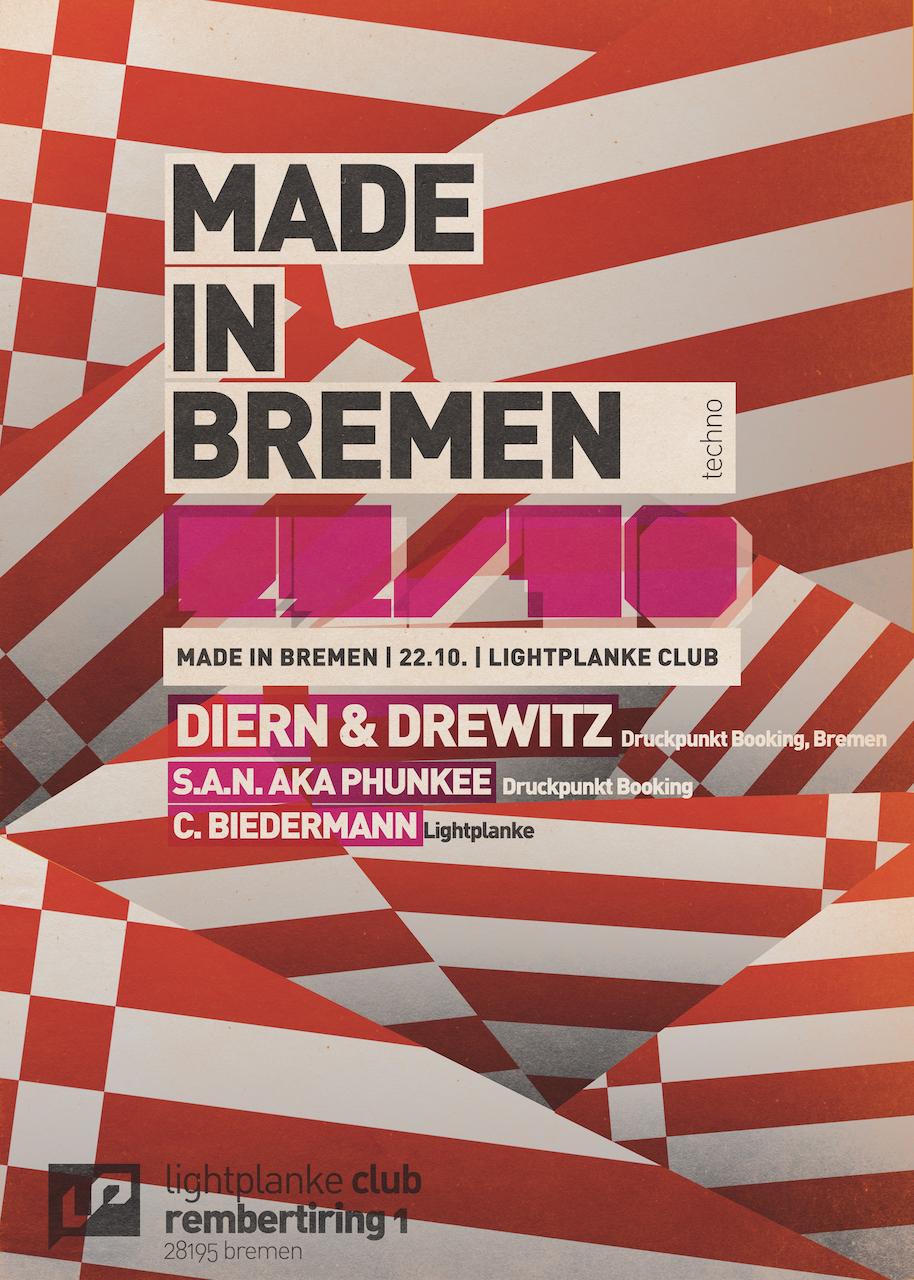 MADE
IN
BREMEN
techno
22/10
MADE IN BREMEN | 22.10. | LIGHTPLANKE CLUB
DIERN & DREWITZ Druckpunkt Booking, Bremen
S.A.N. AKA PHUNKEE Druckpunkt Booking
C. BIEDERMANN Lightplanke
LP
lightplanke club
rembertiring 1
28195 bremen